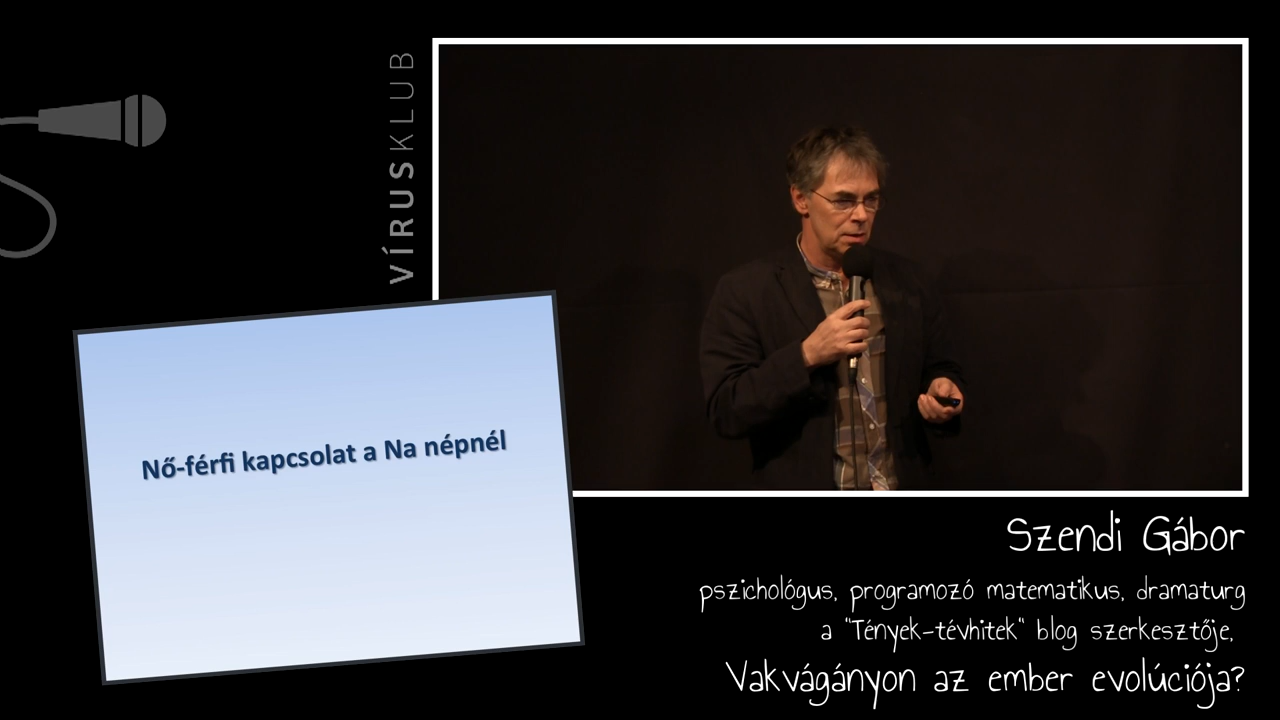 VÍRUSKLUB
Nő-férfi kapcsolat a Na népnél
Szendi Gábor
pszichológus, programozó matematikus, dramaturg
a "Tények-tévhitek" blog szerkesztője,
Vakvágányon az ember evolúciója?